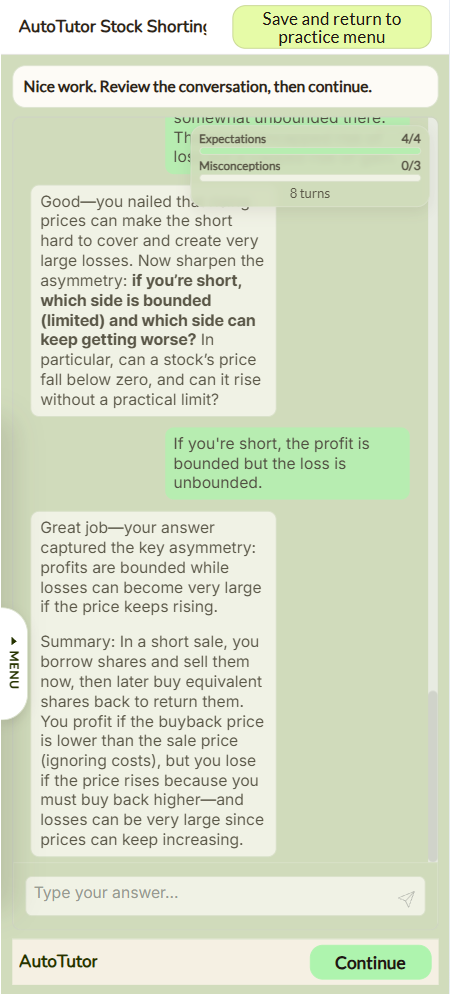 AutoTutor Stock Shorting
Save and return to
practice menu
Nice work. Review the conversation, then continue.
somewhat unbounded there.
Expectations 4/4
Misconceptions 0/3
8 turns
Good—you nailed that
prices can make the short
hard to cover and create very
large losses. Now sharpen the
asymmetry: if you’re short,
which side is bounded
(limited) and which side can
keep getting worse? In
particular, can a stock’s price
fall below zero, and can it rise
without a practical limit?
If you're short, the profit is
bounded but the loss is
unbounded.
Great job—your answer
captured the key asymmetry:
profits are bounded while
losses can become very large
if the price keeps rising.
Summary: In a short sale, you
borrow shares and sell them
now, then later buy equivalent
shares back to return them.
You profit if the buyback price
is lower than the sale price
(ignoring costs), but you lose
if the price rises because you
must buy back higher—and
losses can be very large since
prices can keep increasing.
MENU
Type your answer...
AutoTutor
Continue